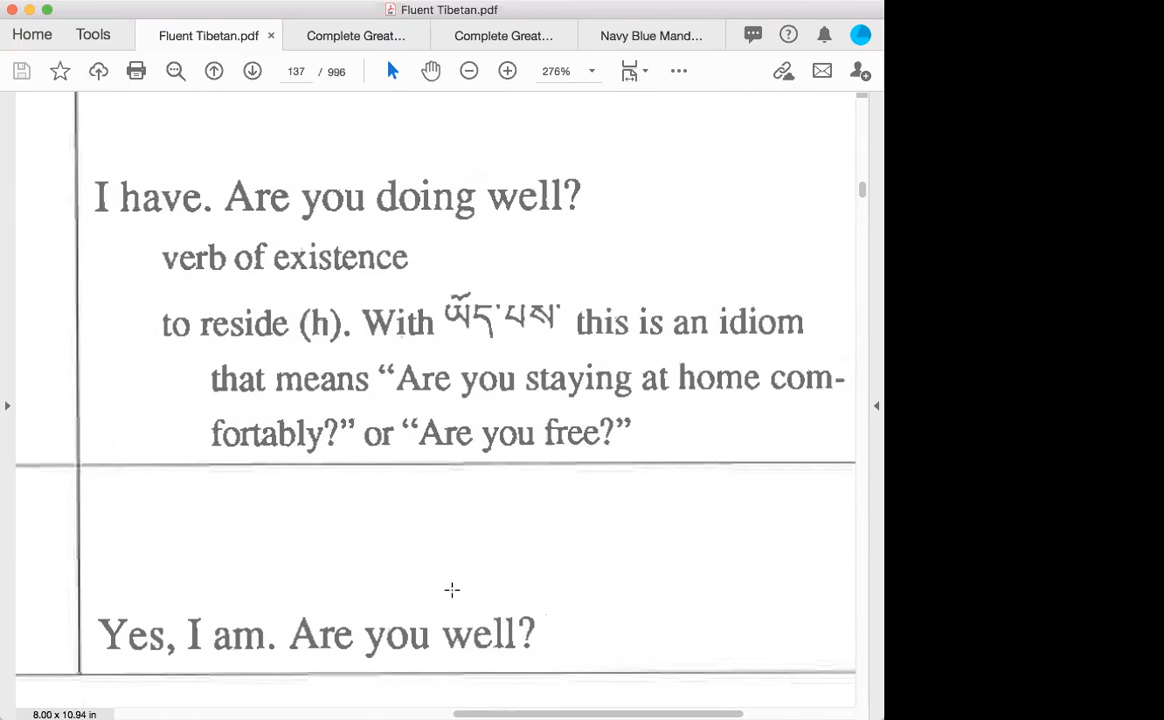 Fluent Tibetan.pdf
Home Tools Fluent Tibetan.pdf × Complete Great... Complete Great... Navy Blue Mand...
137 / 996 276%
I have. Are you doing well?
verb of existence
to reside (h). With ཡོད་པས་ this is an idiom
that means “Are you staying at home com-
fortably?” or “Are you free?”
Yes, I am. Are you well?
8.00 x 10.94 in